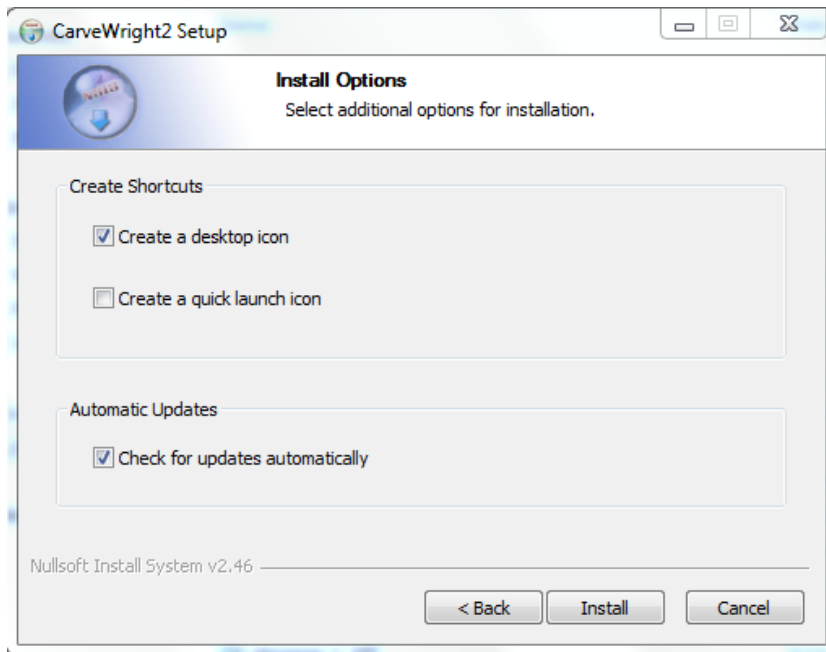 CarveWright2 Setup
Install Options
Select additional options for installation.
Create Shortcuts
Create a desktop icon
Create a quick launch icon
Automatic Updates
Check for updates automatically
Nullsoft Install System v2.46
< Back
Install
Cancel